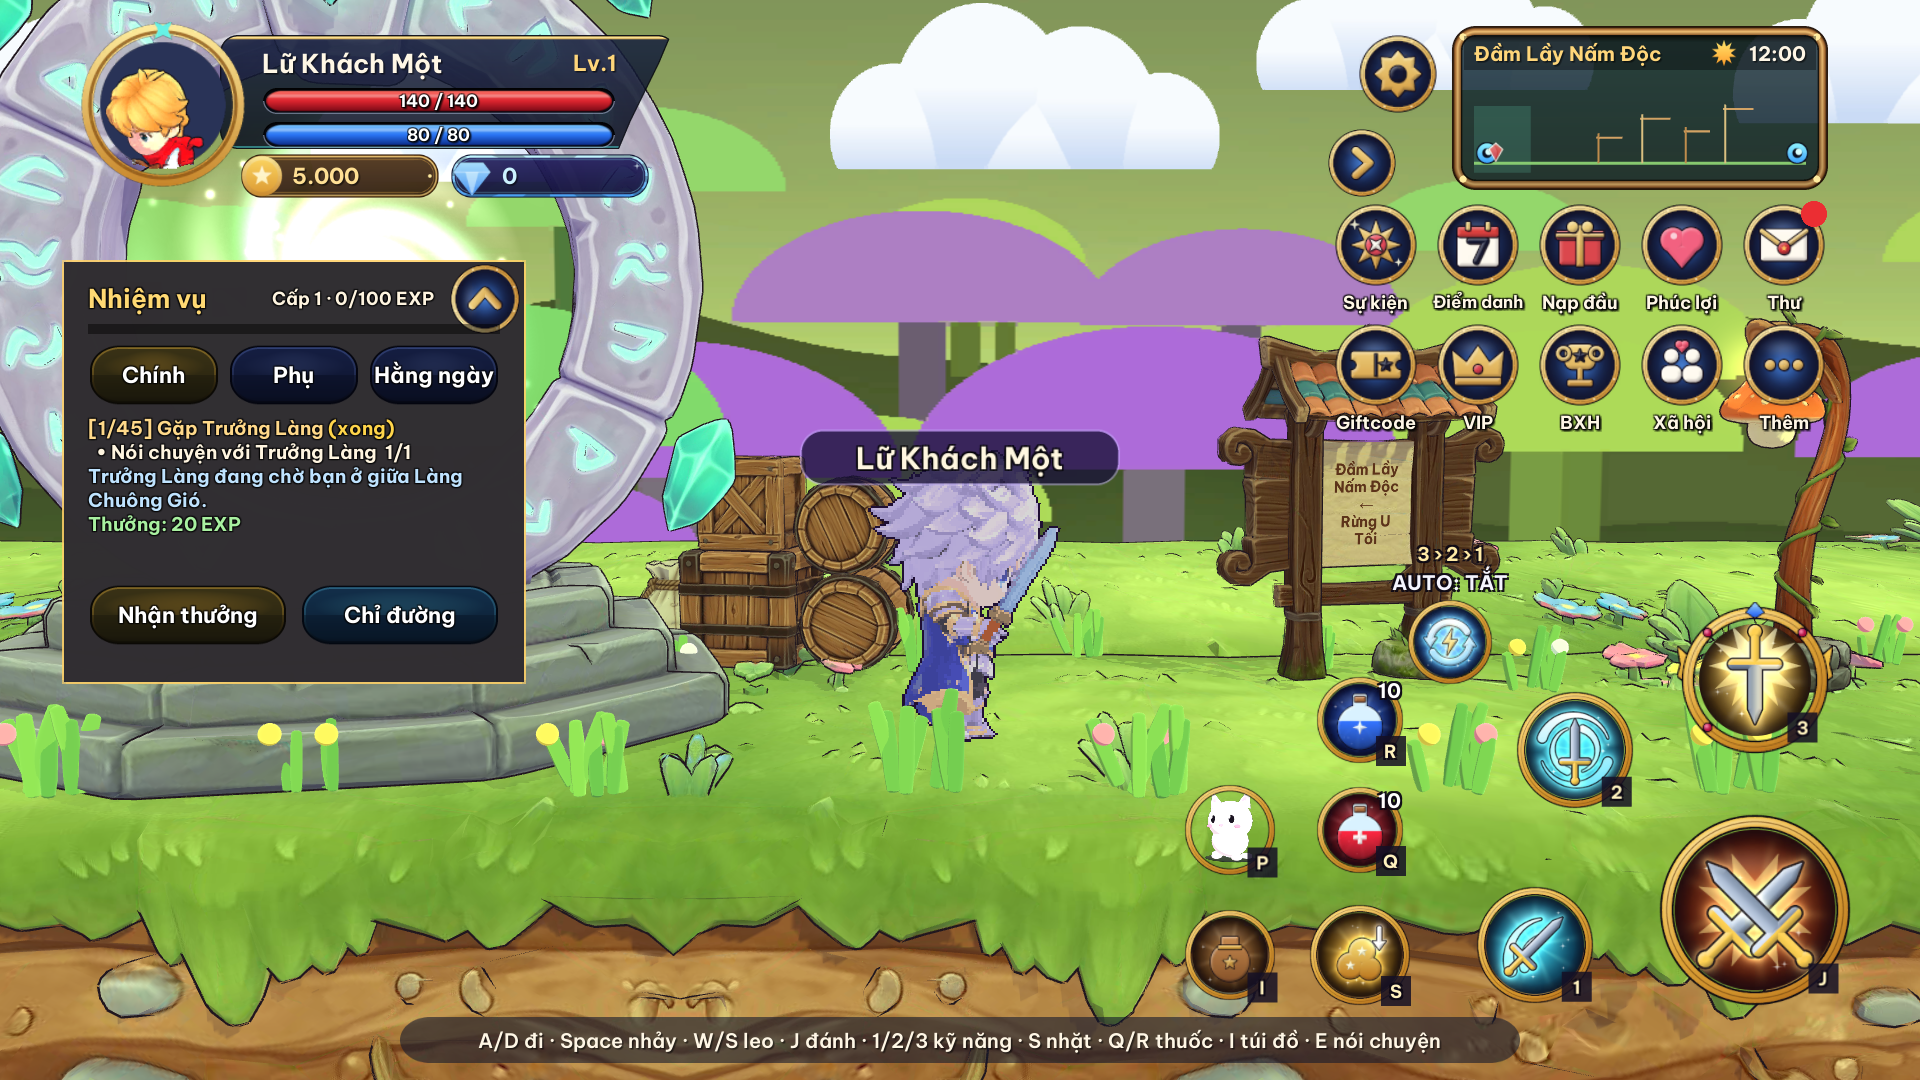 Lữ Khách Một
Lv.1
140 / 140
80 / 80
5.000
0
Đầm Lầy Nấm Độc
12:00
Nhiệm vụ
Cấp 1 · 0/100 EXP
Chính
Phụ
Hằng ngày
[1/45] Gặp Trưởng Làng (xong)
• Nói chuyện với Trưởng Làng 1/1
Trưởng Làng đang chờ bạn ở giữa Làng
Chuông Gió.
Thưởng: 20 EXP
Nhận thưởng
Chỉ đường
7
Sự kiện
Điểm danh
Nạp đầu
Phúc lợi
Thư
Giftcode
VIP
BXH
Xã hội
Thêm
Lữ Khách Một
Đầm Lầy
Nấm Độc
←
Rừng U
Tối
3 › 2 › 1
AUTO: TẮT
10
R
3
2
10
Q
P
I
S
1
J
A/D đi · Space nhảy · W/S leo · J đánh · 1/2/3 kỹ năng · S nhặt · Q/R thuốc · I túi đồ · E nói chuyện